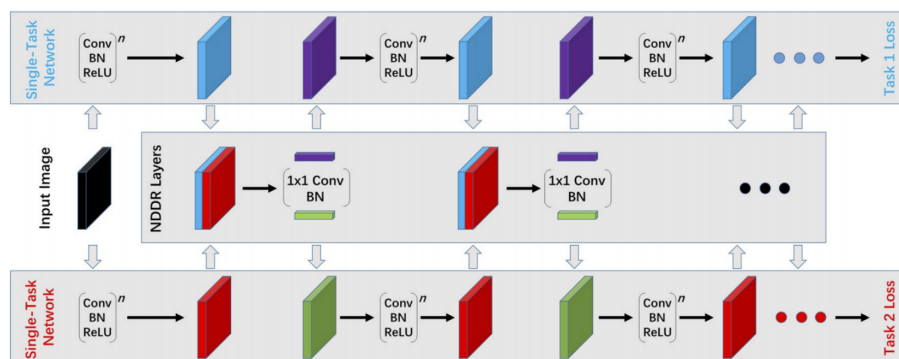 Single-Task
Network
Conv
BN
ReLU
n
Conv
BN
ReLU
n
Conv
BN
ReLU
n
Task 1 Loss
Input Image
NDDR Layers
1x1 Conv
BN
1x1 Conv
BN
Single-Task
Network
Conv
BN
ReLU
n
Conv
BN
ReLU
n
Conv
BN
ReLU
n
Task 2 Loss